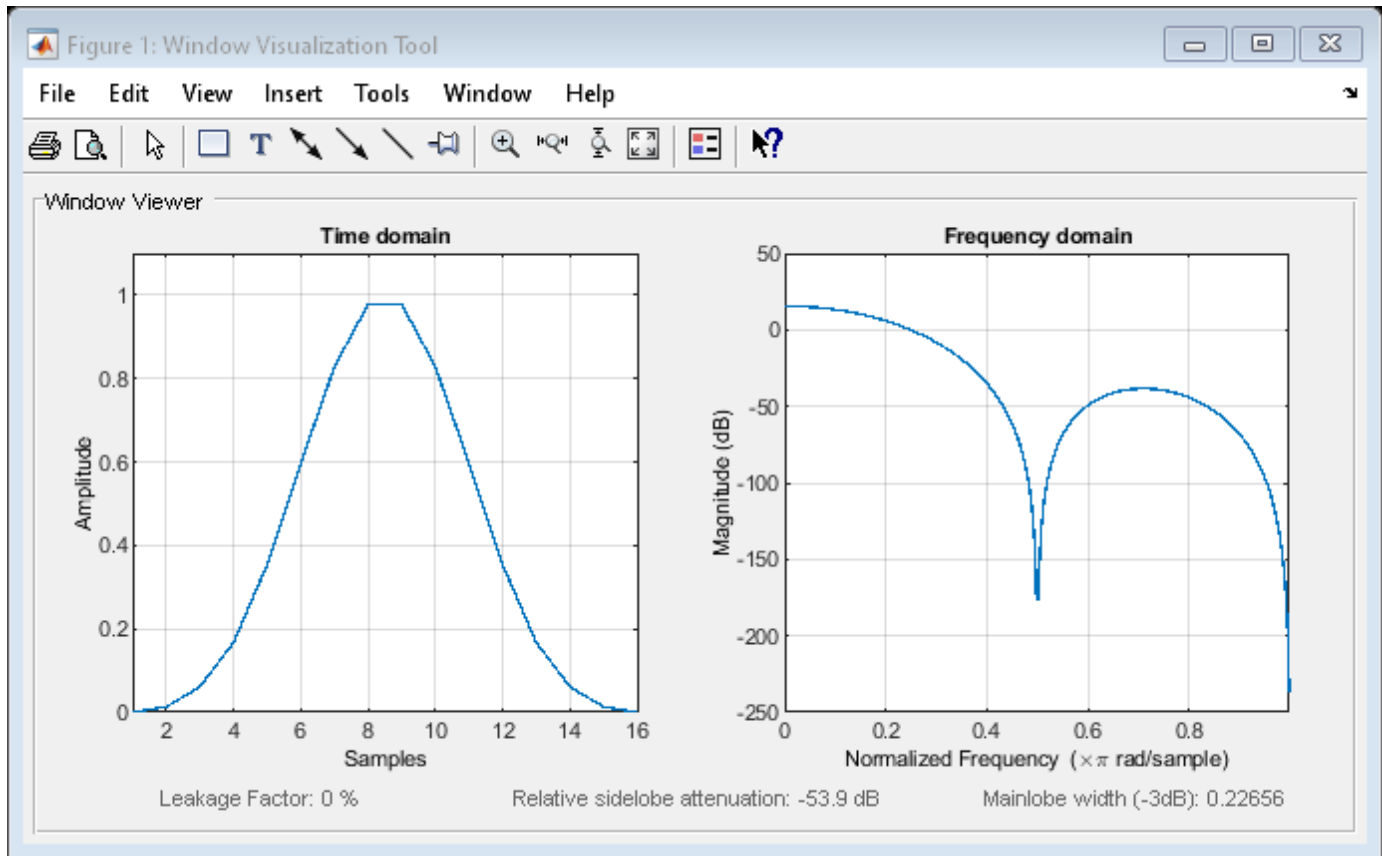 Figure 1: Window Visualization Tool
File Edit View Insert Tools Window Help
T
?
Window Viewer
Time domain
1
0.8
0.6
0.4
0.2
0
2 4 6 8 10 12 14 16
Amplitude
Samples
Frequency domain
50
0
-50
-100
-150
-200
-250
0 0.2 0.4 0.6 0.8
Magnitude (dB)
Normalized Frequency (×π rad/sample)
Leakage Factor: 0 % Relative sidelobe attenuation: -53.9 dB Mainlobe width (-3dB): 0.22656